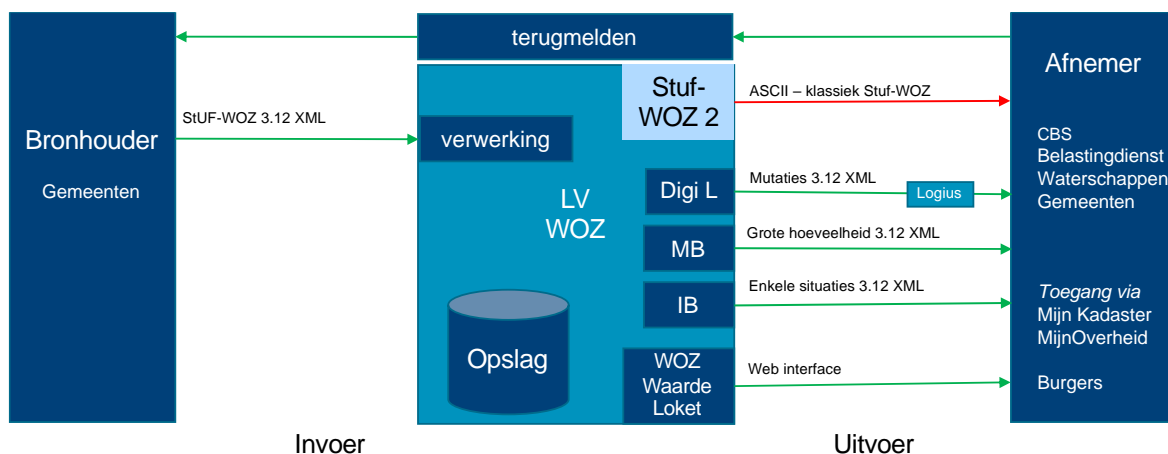 terugmelden
Bronhouder
Gemeenten
StUF-WOZ 3.12 XML
verwerking
LV
WOZ
Opslag
Stuf-
WOZ 2
Digi L
MB
IB
WOZ
Waarde
Loket
ASCII – klassiek Stuf-WOZ
Mutaties 3.12 XML
Logius
Grote hoeveelheid 3.12 XML
Enkele situaties 3.12 XML
Web interface
Afnemer
CBS
Belastingdienst
Waterschappen
Gemeenten
Toegang via
Mijn Kadaster
MijnOverheid
Burgers
Invoer
Uitvoer